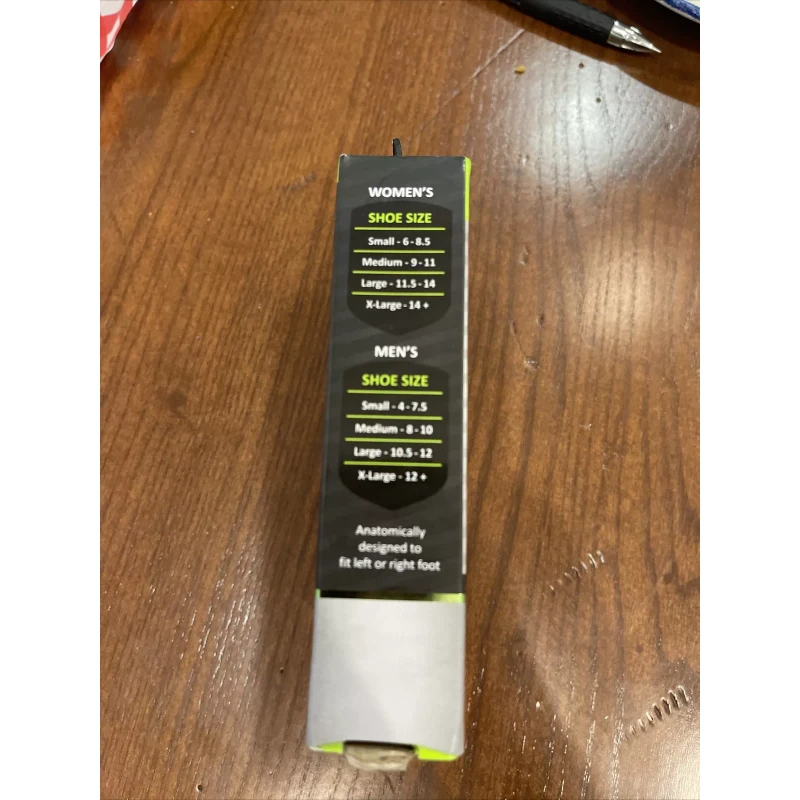 WOMEN'S
SHOE SIZE
Small - 6 - 8.5
Medium - 9 - 11
Large - 11.5 - 14
X-Large - 14 +
MEN'S
SHOE SIZE
Small - 4 - 7.5
Medium - 8 - 10
Large - 10.5 - 12
X-Large - 12 +
Anatomically
designed to
fit left or right foot